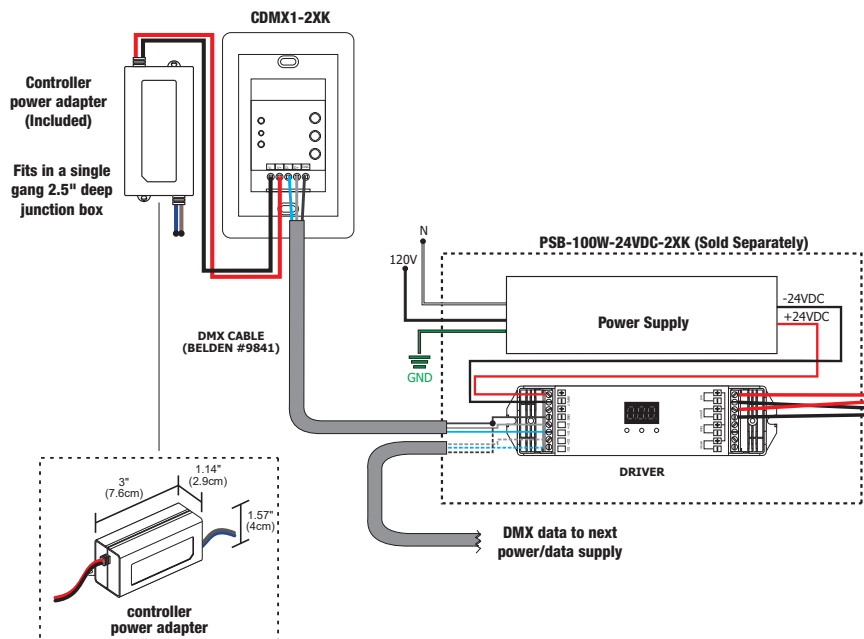 CDMX1-2XK
Controller
power adapter
(Included)
Fits in a single
gang 2.5" deep
junction box
N
120V
PSB-100W-24VDC-2XK (Sold Separately)
Power Supply
-24VDC
+24VDC
GND
DMX CABLE
(BELDEN #9841)
000
DRIVER
DMX data to next
power/data supply
3"
(7.6cm)
1.14"
(2.9cm)
1.57"
(4cm)
controller
power adapter